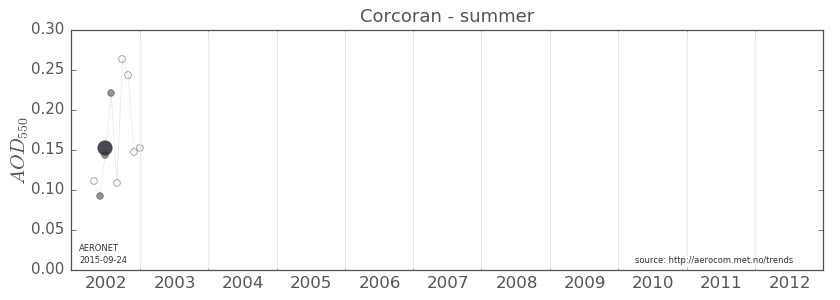 Corcoran - summer
0.30
0.25
0.20
0.15
0.10
0.05
0.00
AOD550
AERONET
2015-09-24
source: http://aerocom.met.no/trends
2002 2003 2004 2005 2006 2007 2008 2009 2010 2011 2012